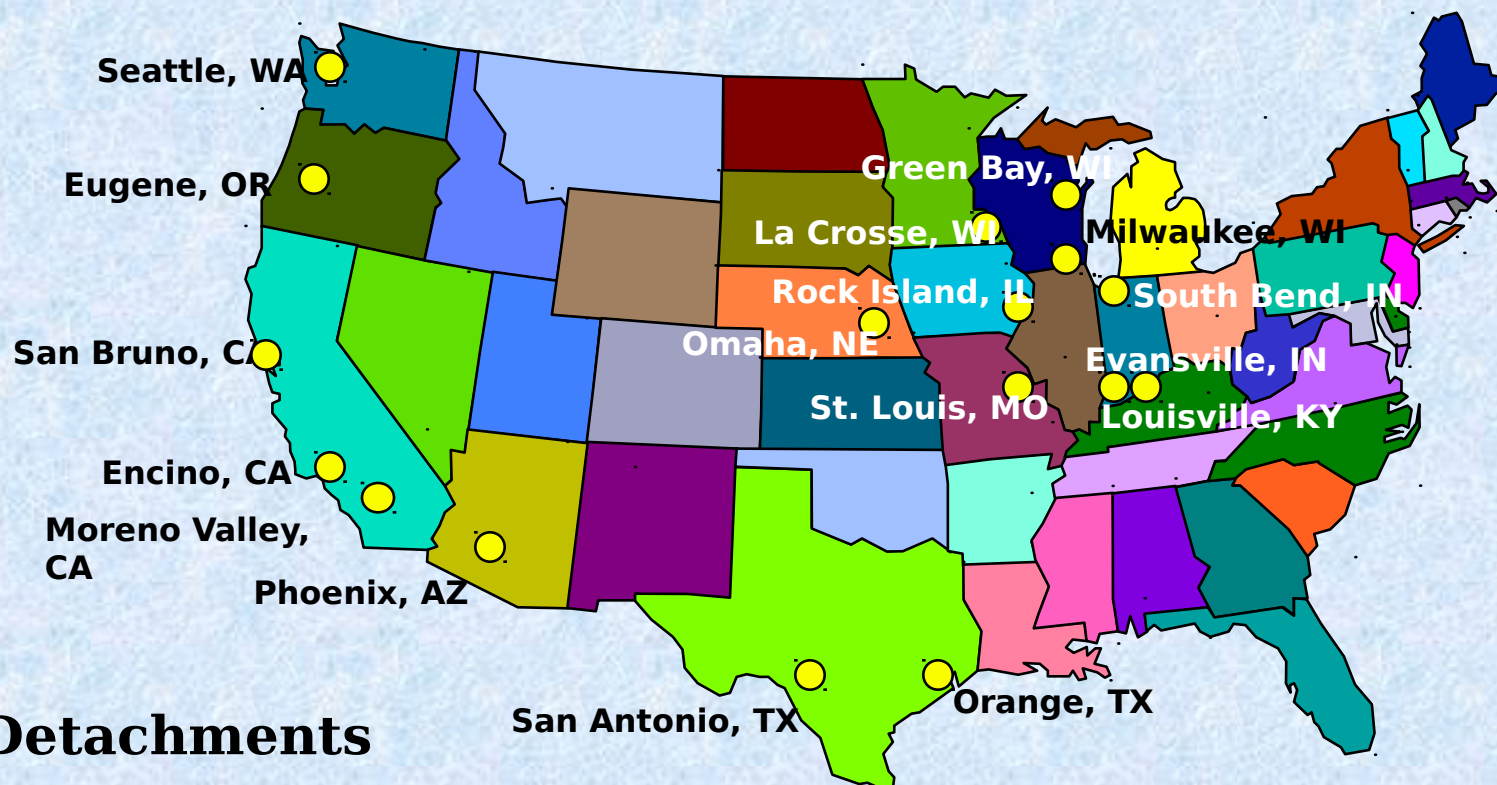 Seattle, WA
Green Bay, WI
Eugene, OR
La Crosse, WI
Milwaukee, WI
Rock Island, IL
South Bend, IN
San Bruno, CA
Omaha, NE
Evansville, IN
St. Louis, MO
Louisville, KY
Encino, CA
Moreno Valley,
CA
Phoenix, AZ
Orange, TX
San Antonio, TX
Detachments